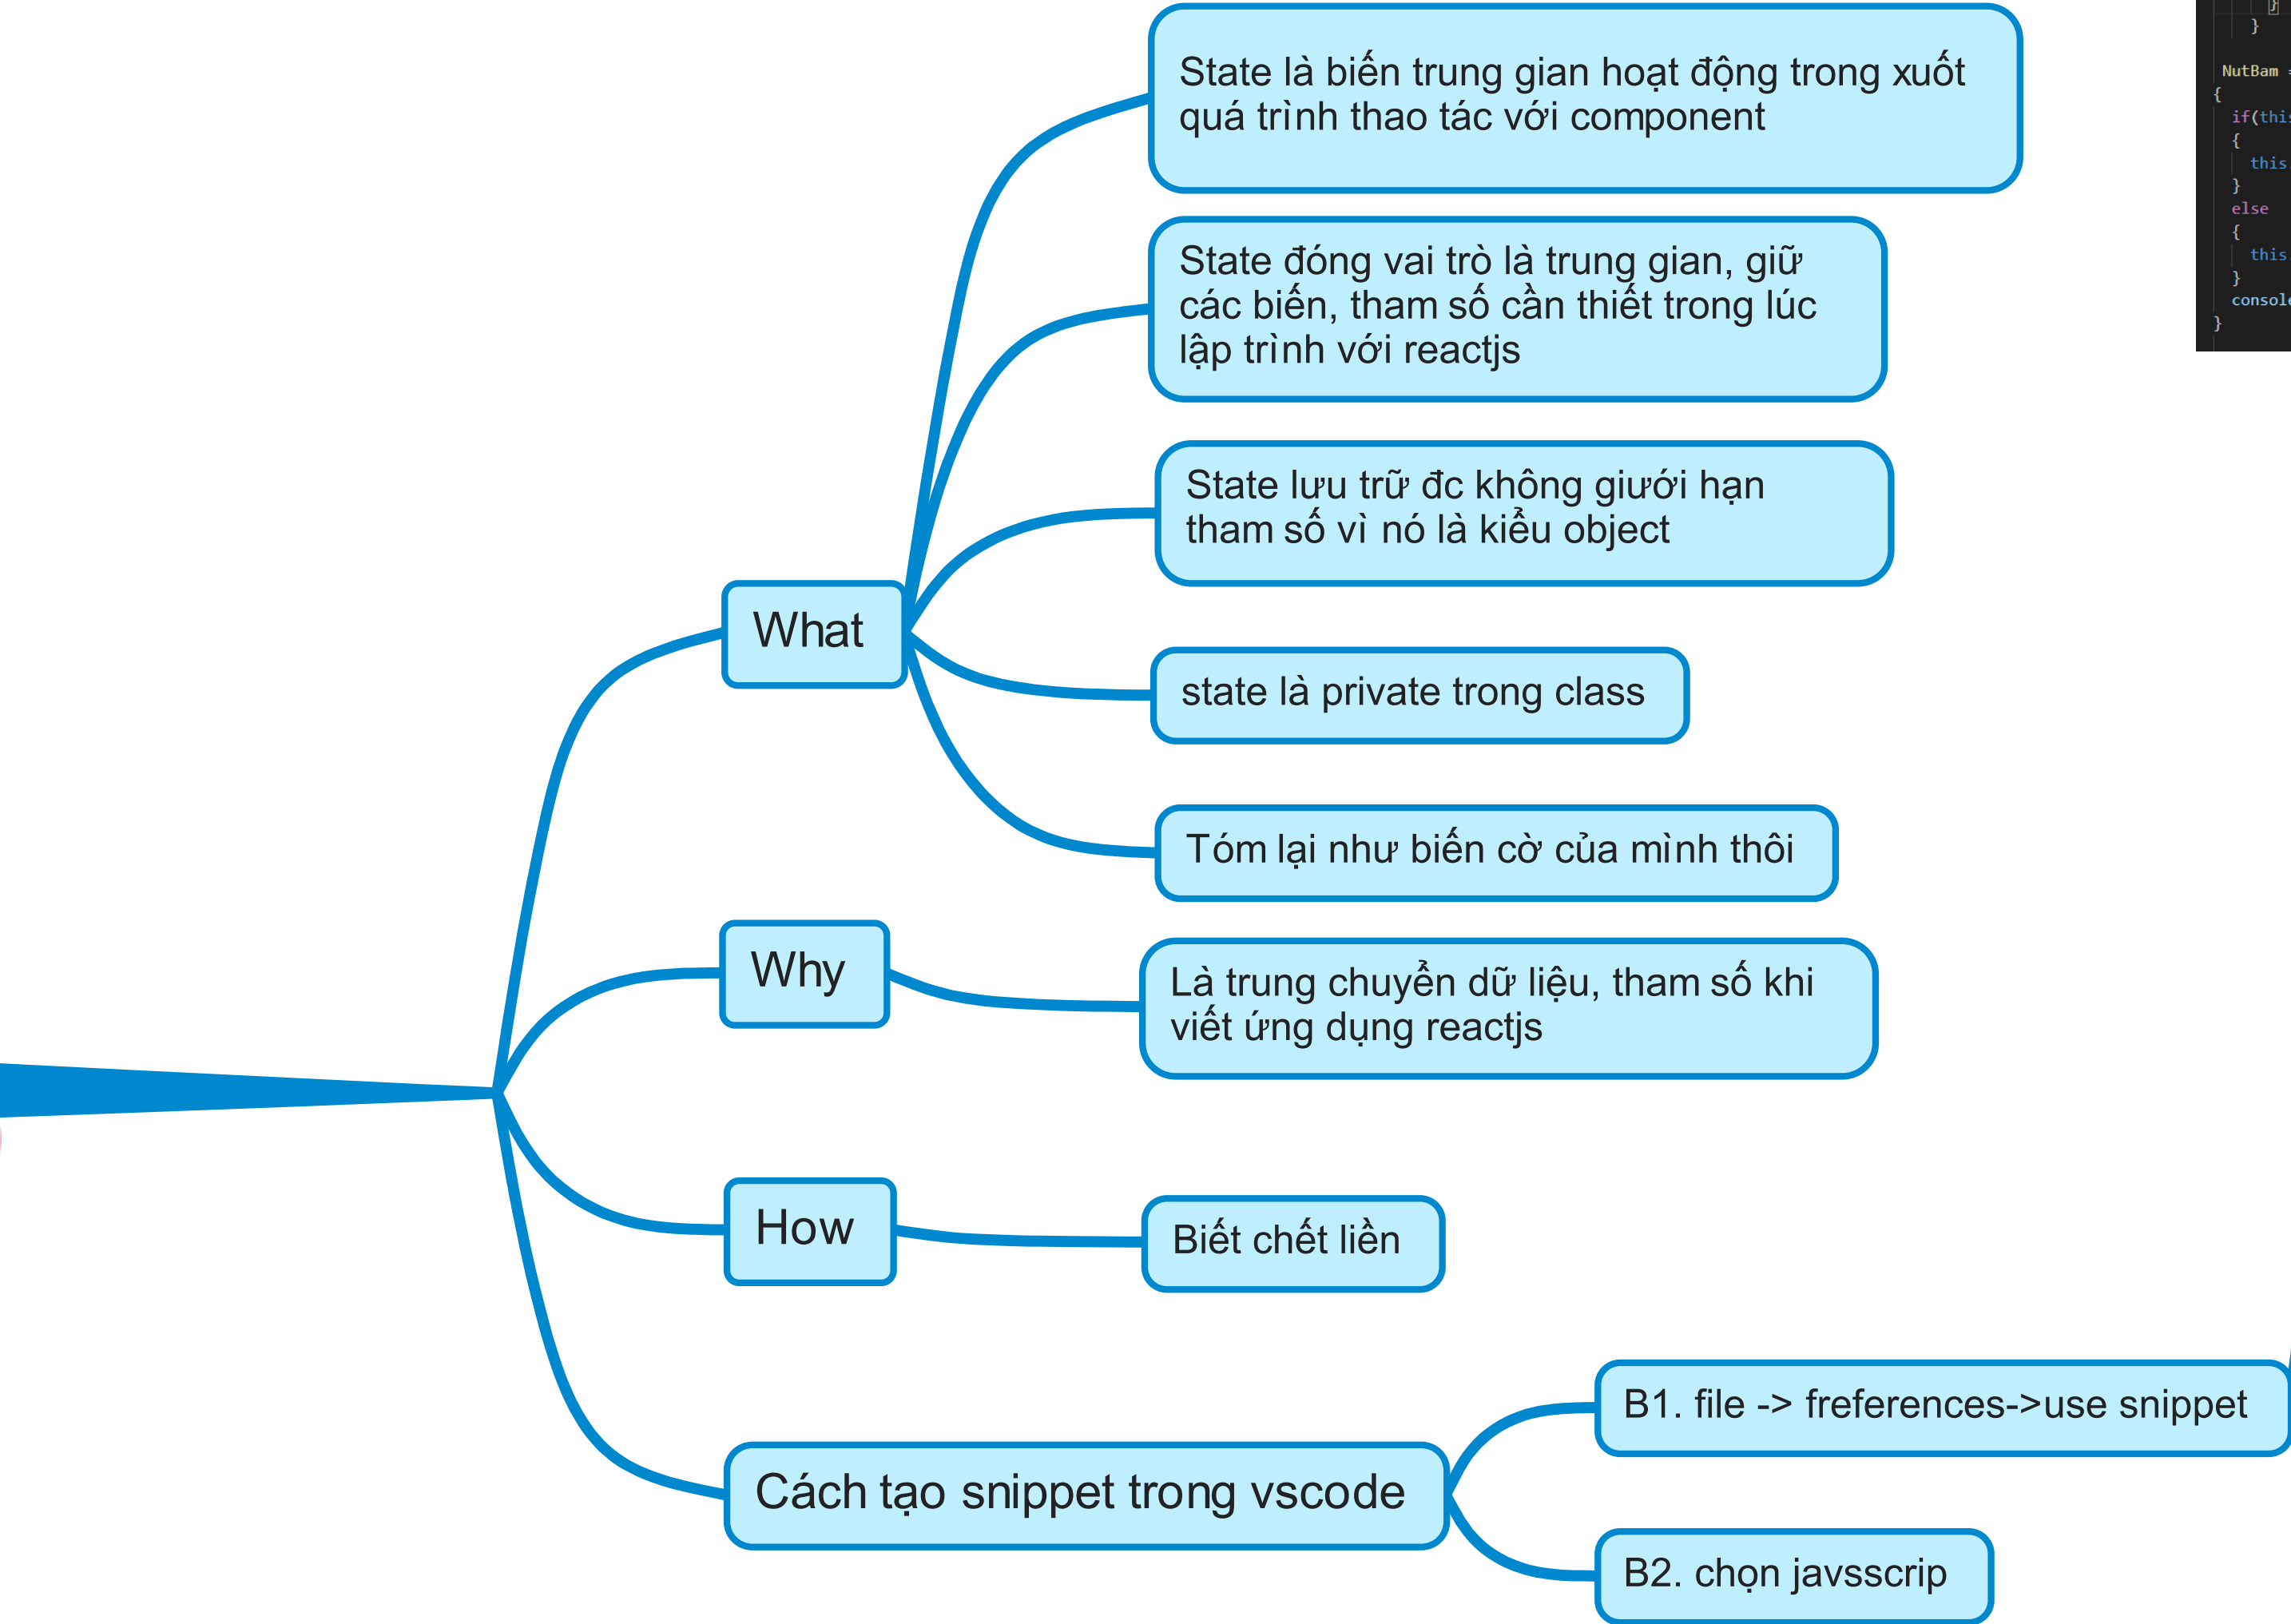 State là biến trung gian hoạt động trong xuốt
quá trình thao tác với component
State đóng vai trò là trung gian, giữ
các biến, tham số cần thiết trong lúc
lập trình với reactjs
State lưu trữ đc không giưới hạn
tham số vì nó là kiểu object
What
state là private trong class
Tóm lại như biến cờ của mình thôi
Why
Là trung chuyển dữ liệu, tham số khi
viết ứng dụng reactjs
How
Biết chết liền
Cách tạo snippet trong vscode
B1. file -> freferences->use snippet
B2. chọn javsscrip
}
}
NutBam =
{
if(this
{
this
}
else
{
this
}
console
}